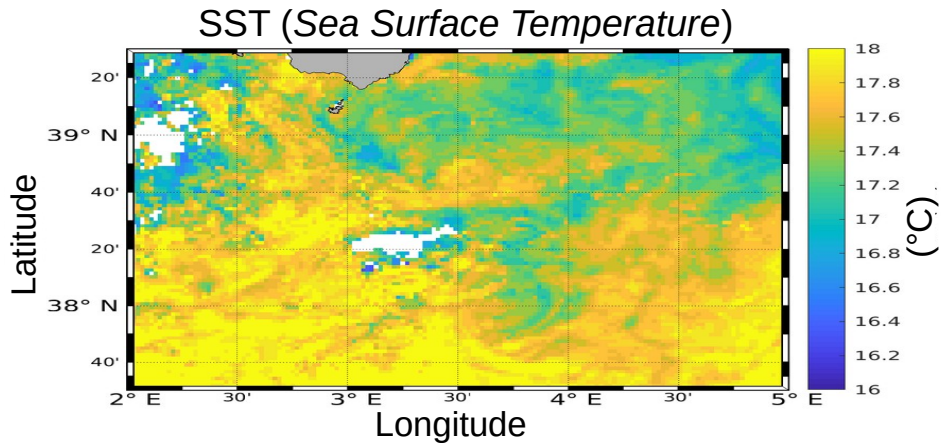 SST (Sea Surface Temperature)
20'
39° N
40'
20'
38° N
40'
2° E
30'
3° E
30'
4° E
30'
5° E
18
17.8
17.6
17.4
17.2
17
16.8
16.6
16.4
16.2
16
(°C)
Latitude
Longitude